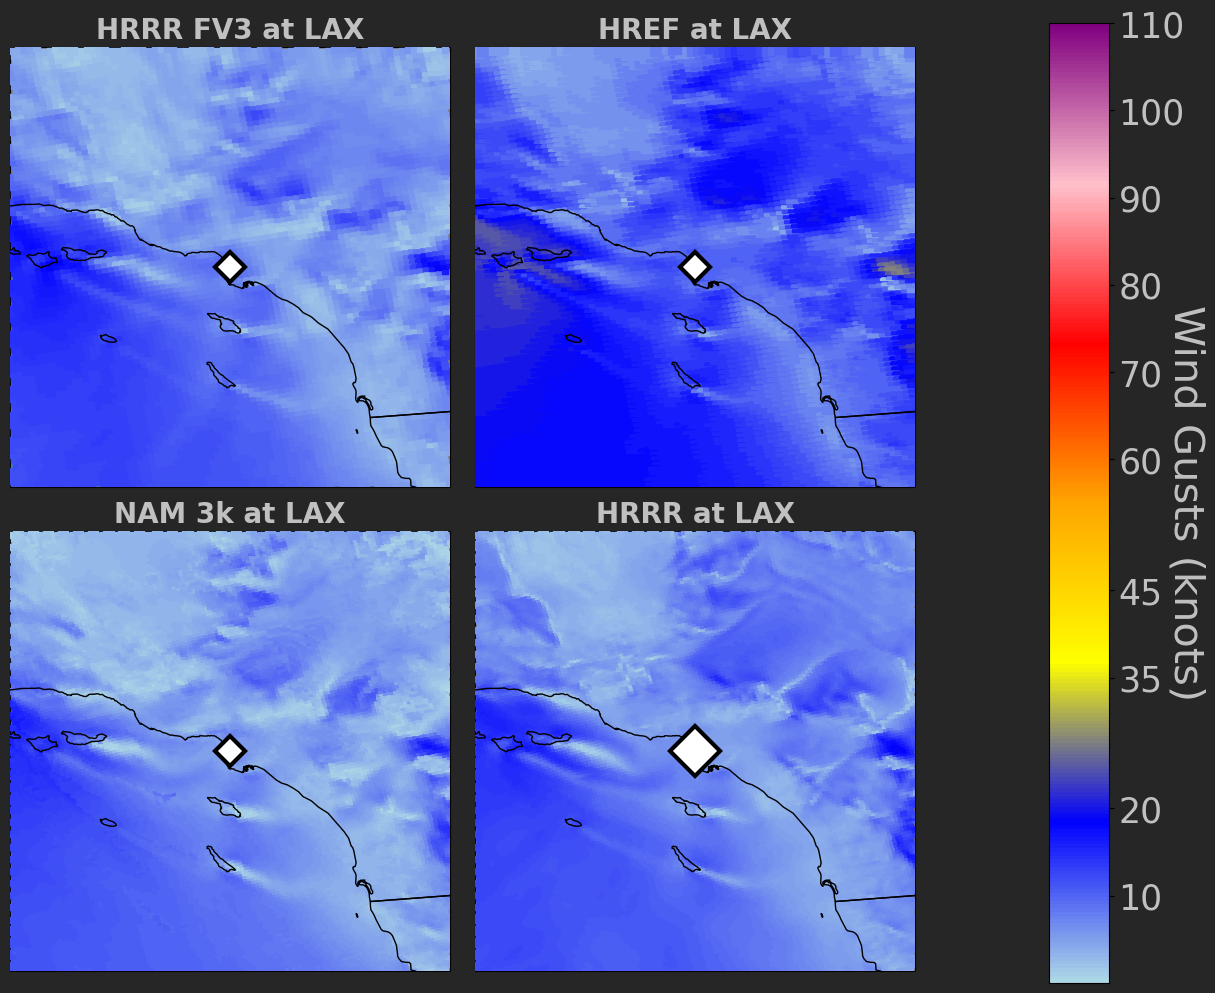 HRRR FV3 at LAX
HREF at LAX
NAM 3k at LAX
HRRR at LAX
110
100
90
80
70
60
45
35
20
10
Wind Gusts (knots)